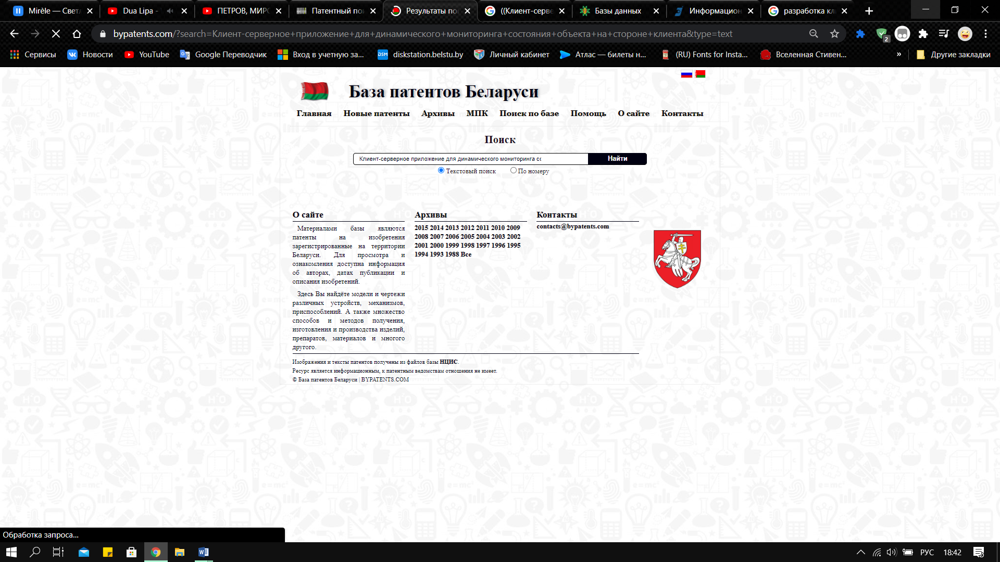 Mirèle — Свет
Dua Lipa -
ПЕТРОВ, МИРС
Патентный по
Результаты по
((Клиент-серве
Базы данных
Информацион
разработка кл
bypatents.com/?search=Клиент-серверное+приложение+для+динамического+мониторинга+состояния+объекта+на+стороне+клиента&type=text
2
Сервисы
Новости
YouTube
Google Переводчик
Вход в учетную за...
DSM
diskstation.belstu.by
Личный кабинет
Атлас — билеты н...
(RU) Fonts for Insta...
Вселенная Стивен...
»
Другие закладки
База патентов Беларуси
Главная Новые патенты Архивы МПК Поиск по базе Помощь О сайте Контакты
Поиск
Клиент-серверное приложение для динамического мониторинга сс
Найти
Текстовый поиск По номеру
О сайте
Материалами базы являются
патенты на изобретения
зарегистрированные на территории
Беларуси. Для просмотра и
ознакомления доступна информация
об авторах, датах публикации и
описания изобретений.
Здесь Вы найдёте модели и чертежи
различных устройств, механизмов,
приспособлений. А также множество
способов и методов получения,
изготовления и производства изделий,
препаратов, материалов и многого
другого.
Архивы
2015 2014 2013 2012 2011 2010 2009
2008 2007 2006 2005 2004 2003 2002
2001 2000 1999 1998 1997 1996 1995
1994 1993 1988 Все
Контакты
contacts@bypatents.com
Изображения и тексты патентов получены из файлов базы НЦИС.
Ресурс является информационным, к патентным ведомствам отношения не имеет.
© База патентов Беларуси | BYPATENTS.COM
Обработка запроса...
РУС
18:42